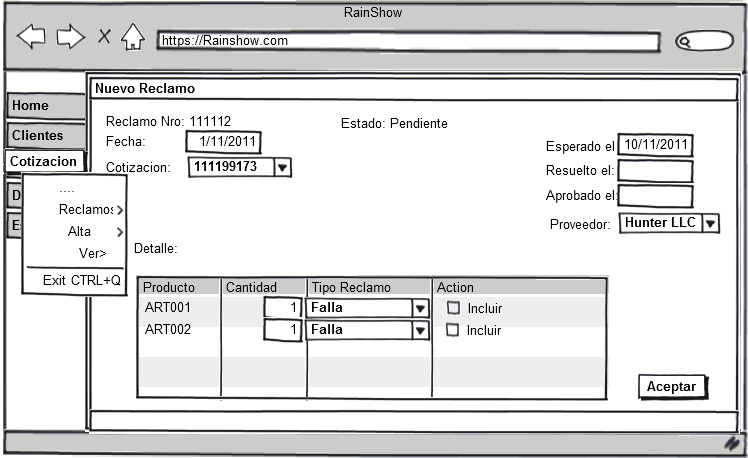 RainShow
https://Rainshow.com
Nuevo Reclamo
Home
Clientes
Cotizacion
D
E
....
Reclamos>
Alta >
Ver>
Exit CTRL+Q
Reclamo Nro: 111112
Estado: Pendiente
Fecha: 1/11/2011
Cotizacion: 111199173
Esperado el 10/11/2011
Resuelto el:
Aprobado el:
Proveedor: Hunter LLC
Detalle:
Producto Cantidad Tipo Reclamo Action
ART001 1 Falla Incluir
ART002 1 Falla Incluir
Aceptar